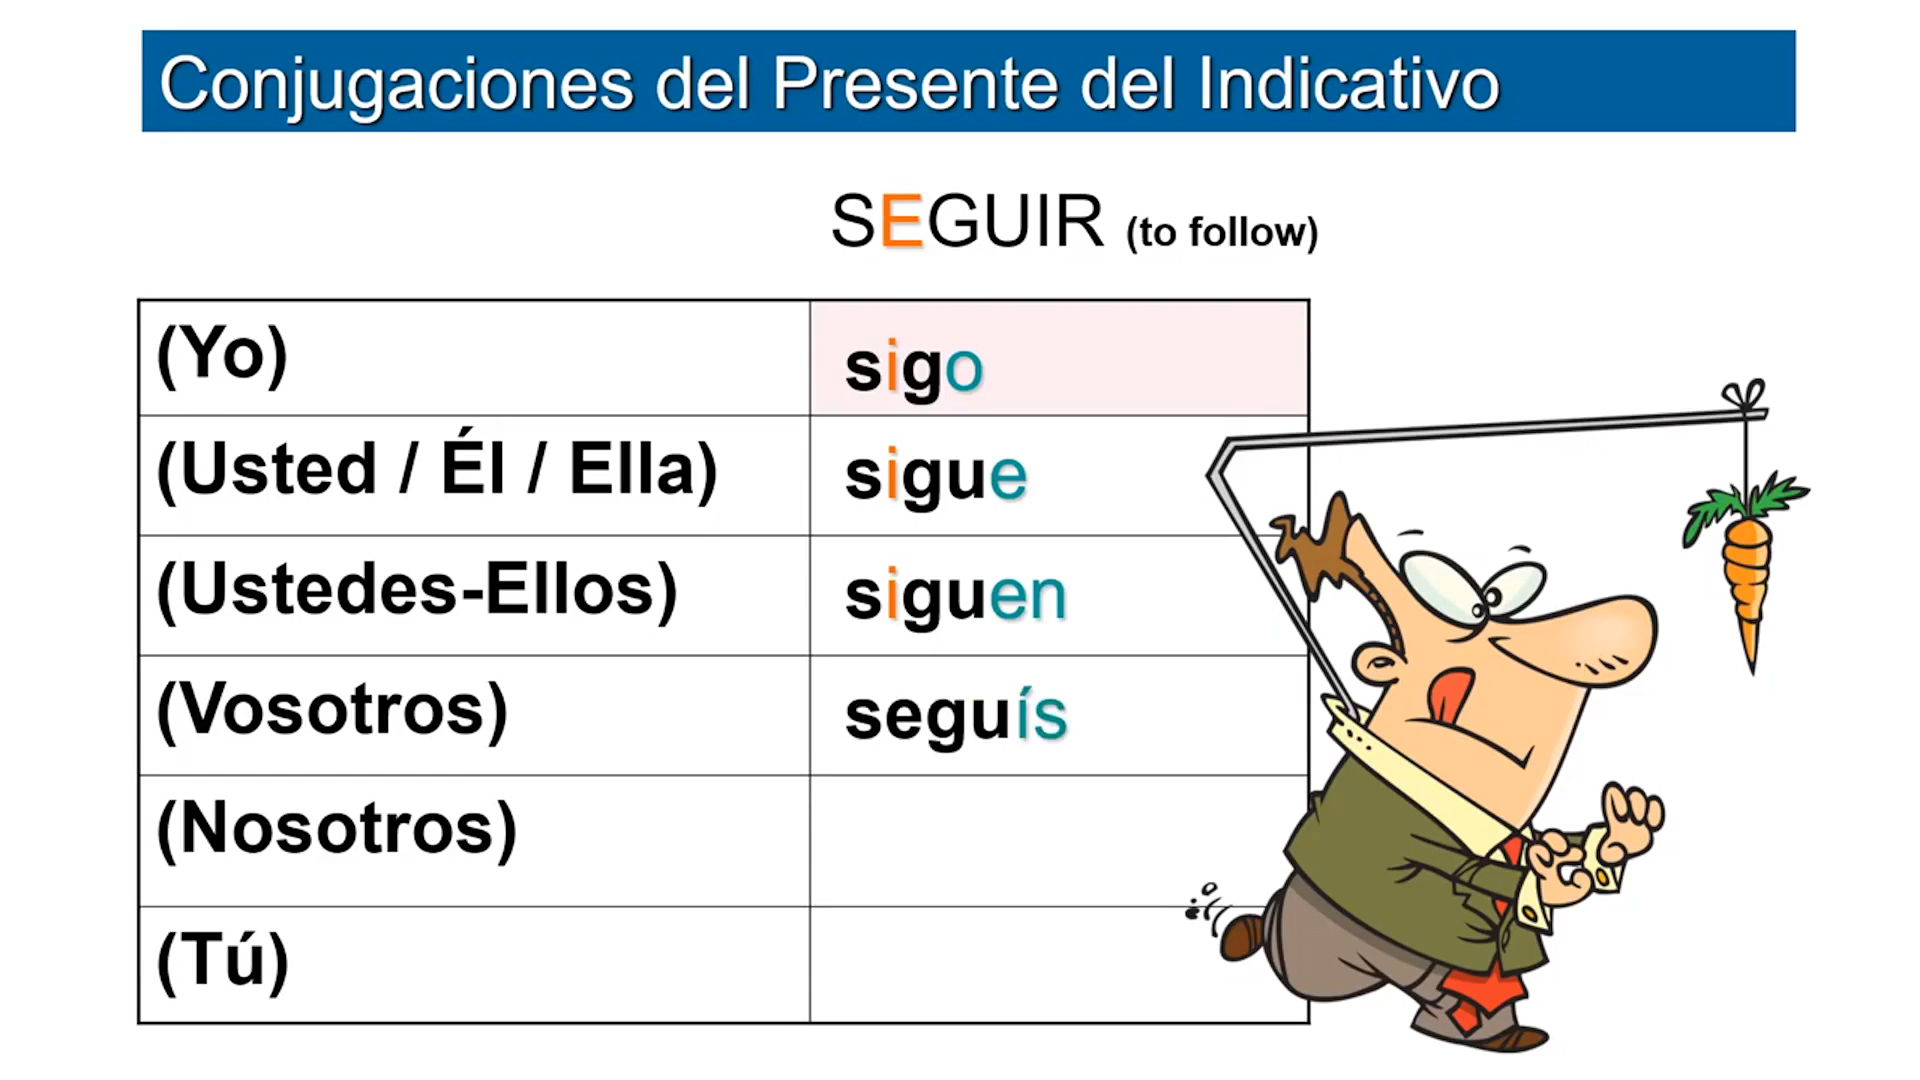 Conjugaciones del Presente del Indicativo
SEGUIR (to follow)
(Yo) sigo
(Usted / Él / Ella) sigue
(Ustedes-Ellos) siguen
(Vosotros) seguís
(Nosotros)
(Tú)